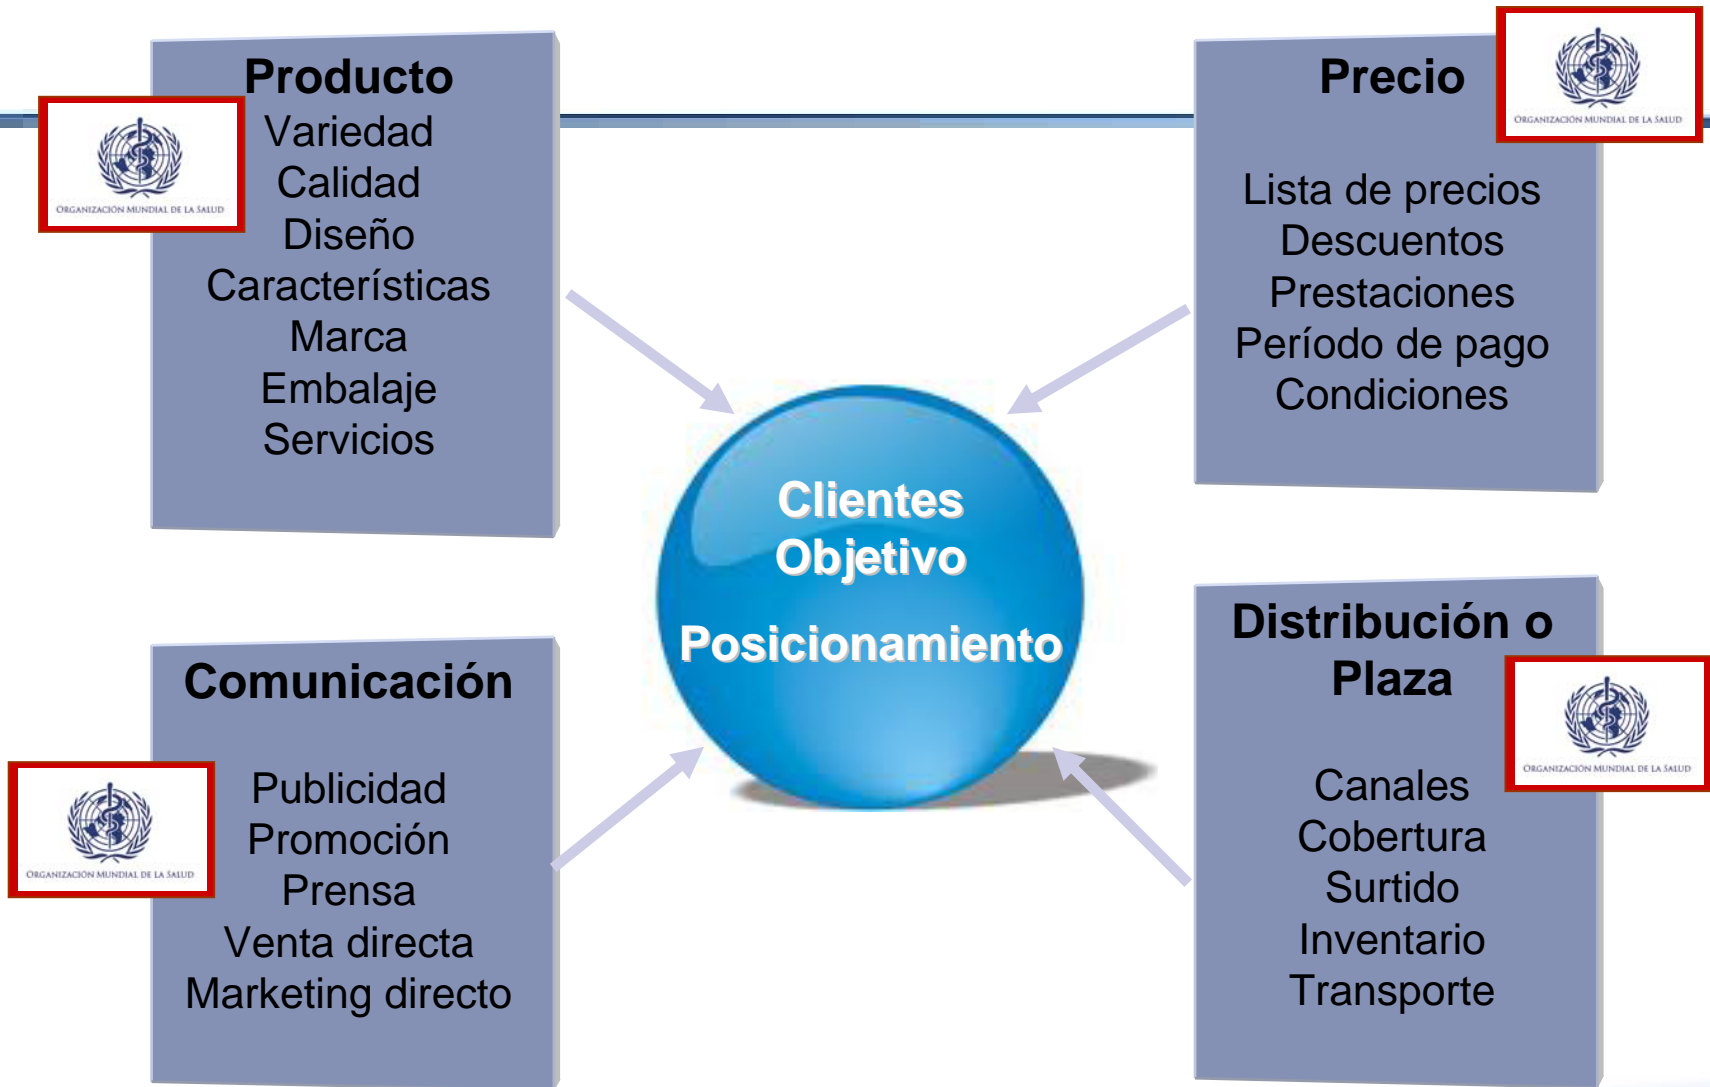 Producto
Variedad
Calidad
Diseño
Características
Marca
Embalaje
Servicios
ORGANIZACIÓN MUNDIAL DE LA SALUD
Precio
Lista de precios
Descuentos
Prestaciones
Período de pago
Condiciones
ORGANIZACIÓN MUNDIAL DE LA SALUD
Clientes
Objetivo
Posicionamiento
Comunicación
Publicidad
Promoción
Prensa
Venta directa
Marketing directo
ORGANIZACIÓN MUNDIAL DE LA SALUD
Distribución o
Plaza
Canales
Cobertura
Surtido
Inventario
Transporte
ORGANIZACIÓN MUNDIAL DE LA SALUD